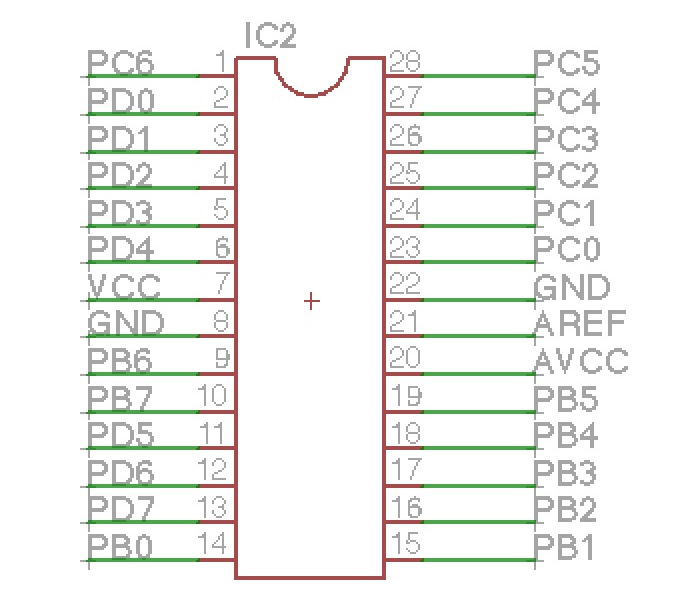 IC2
PC6 1 28 PC5
PD0 2 27 PC4
PD1 3 26 PC3
PD2 4 25 PC2
PD3 5 24 PC1
PD4 6 23 PC0
VCC 7 22 GND
GND 8 21 AREF
PB6 9 20 AVCC
PB7 10 19 PB5
PD5 11 18 PB4
PD6 12 17 PB3
PD7 13 16 PB2
PB0 14 15 PB1